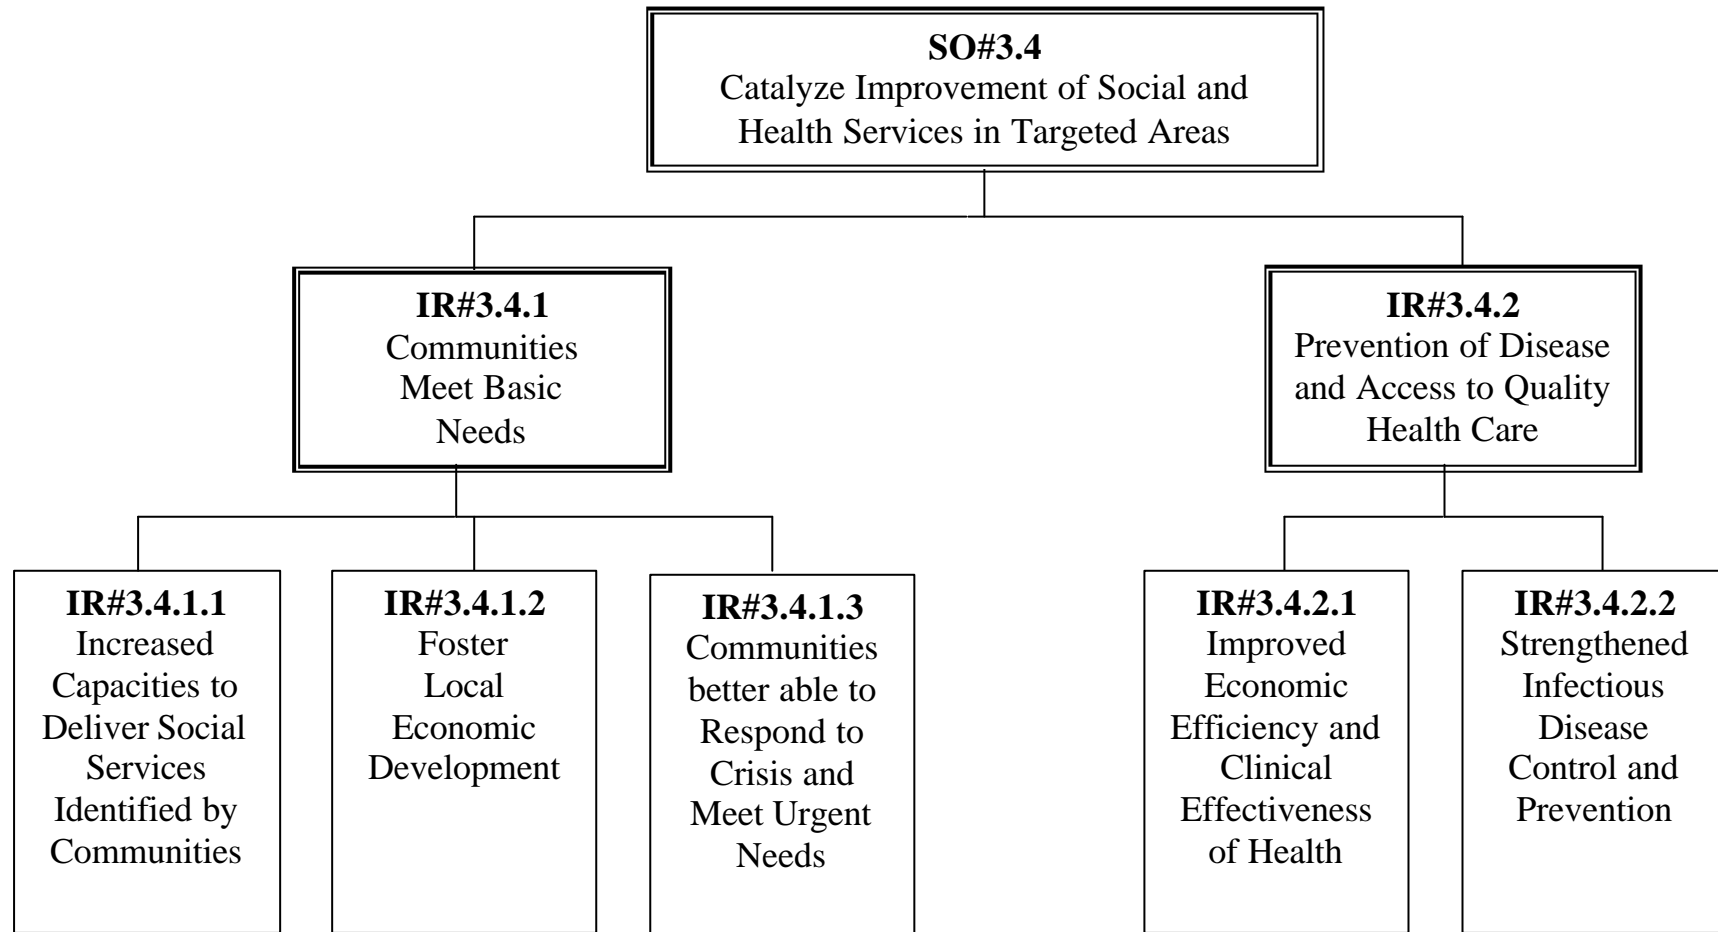 SO#3.4
Catalyze Improvement of Social and
Health Services in Targeted Areas
IR#3.4.1
Communities
Meet Basic
Needs
IR#3.4.2
Prevention of Disease
and Access to Quality
Health Care
IR#3.4.1.1
Increased
Capacities to
Deliver Social
Services
Identified by
Communities
IR#3.4.1.2
Foster
Local
Economic
Development
IR#3.4.1.3
Communities
better able to
Respond to
Crisis and
Meet Urgent
Needs
IR#3.4.2.1
Improved
Economic
Efficiency and
Clinical
Effectiveness
of Health
IR#3.4.2.2
Strengthened
Infectious
Disease
Control and
Prevention